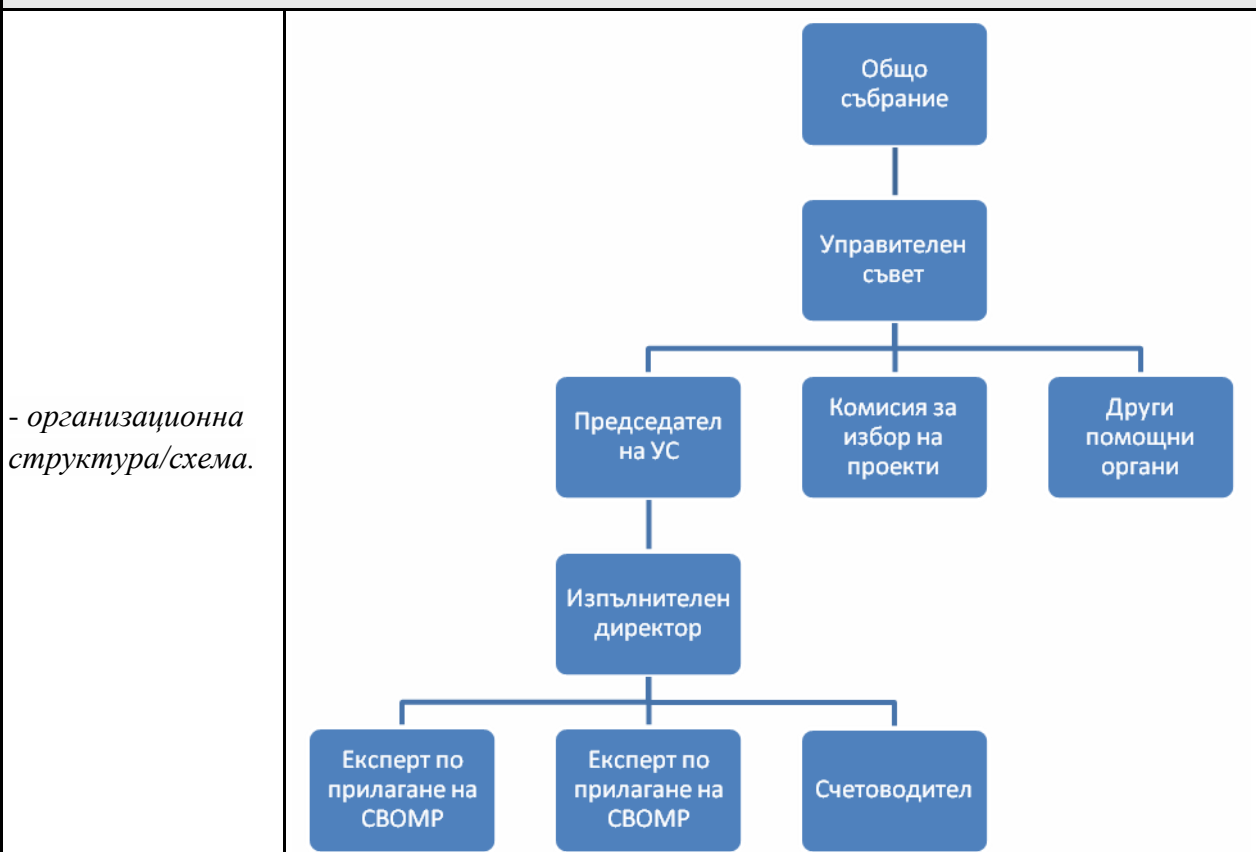 - организационна
структура/схема.
Общо
събрание
Управителен
съвет
Председател
на УС
Комисия за
избор на
проекти
Други
помощни
органи
Изпълнителен
директор
Експерт по
прилагане на
СВОМР
Експерт по
прилагане на
СВОМР
Счетоводител